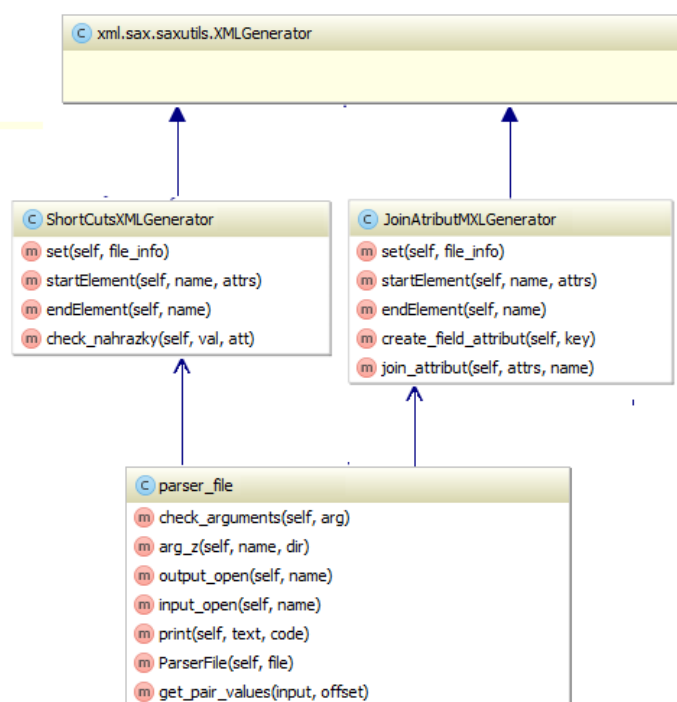 C xml.sax.saxutils.XMLGenerator
C ShortCutsXMLGenerator
m set(self, file_info)
m startElement(self, name, attrs)
m endElement(self, name)
m check_nahrazky(self, val, att)
C JoinAtributMXLGenerator
m set(self, file_info)
m startElement(self, name, attrs)
m endElement(self, name)
m create_field_attribut(self, key)
m join_attribut(self, attrs, name)
C parser_file
m check_arguments(self, arg)
m arg_z(self, name, dir)
m output_open(self, name)
m input_open(self, name)
m print(self, text, code)
m ParserFile(self, file)
m get_pair_values(input, offset)